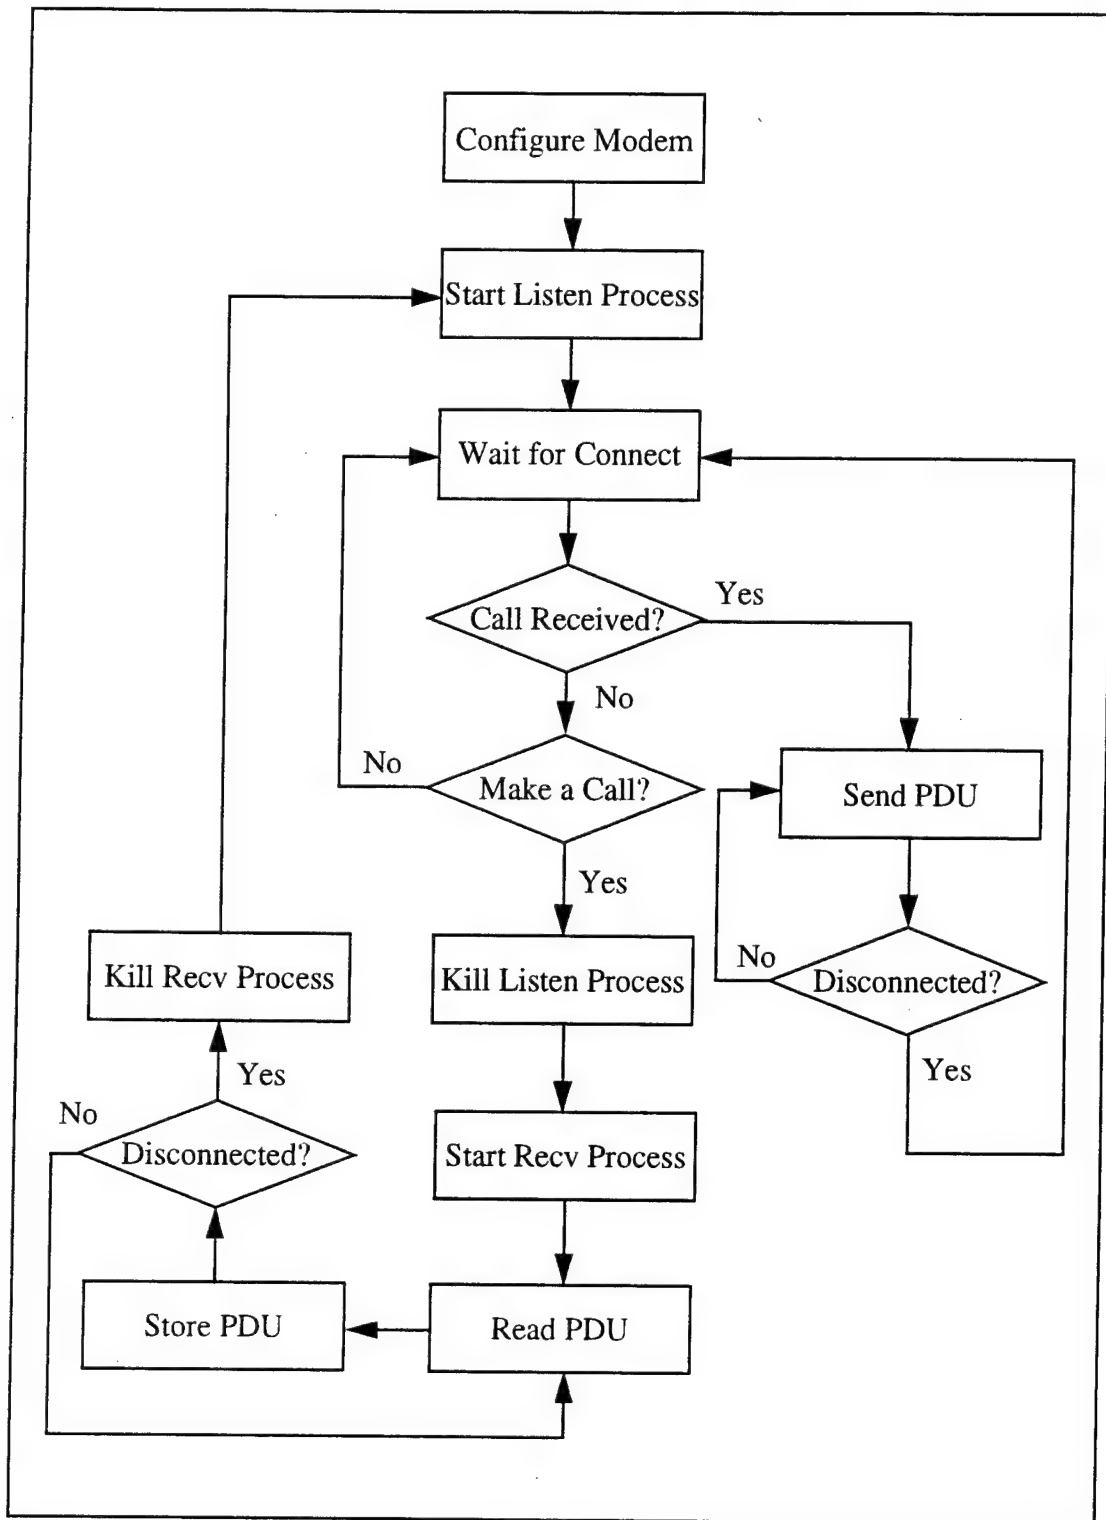 Configure Modem
Start Listen Process
Wait for Connect
Call Received?
Yes
No
Make a Call?
No
Send PDU
Yes
Kill Recv Process
Kill Listen Process
No
Disconnected?
Yes
Yes
No
Disconnected?
Start Recv Process
Store PDU
Read PDU